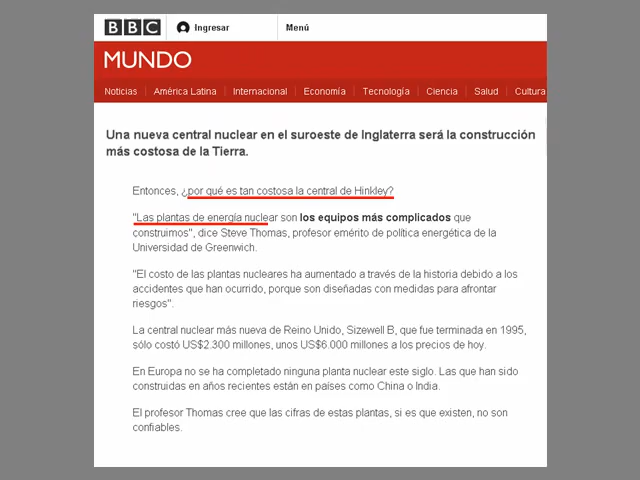 BBC Ingresar Menú
MUNDO
Noticias América Latina Internacional Economía Tecnología Ciencia Salud Cultura
Una nueva central nuclear en el suroeste de Inglaterra será la construcción
más costosa de la Tierra.
Entonces, ¿por qué es tan costosa la central de Hinkley?
"Las plantas de energía nuclear son los equipos más complicados que
construimos", dice Steve Thomas, profesor emérito de política energética de la
Universidad de Greenwich.
"El costo de las plantas nucleares ha aumentado a través de la historia debido a los
accidentes que han ocurrido, porque son diseñadas con medidas para afrontar
riesgos".
La central nuclear más nueva de Reino Unido, Sizewell B, que fue terminada en 1995,
sólo costó US$2.300 millones, unos US$6.000 millones a los precios de hoy.
En Europa no se ha completado ninguna planta nuclear este siglo. Las que han sido
construidas en años recientes están en países como China o India.
El profesor Thomas cree que las cifras de estas plantas, si es que existen, no son
confiables.